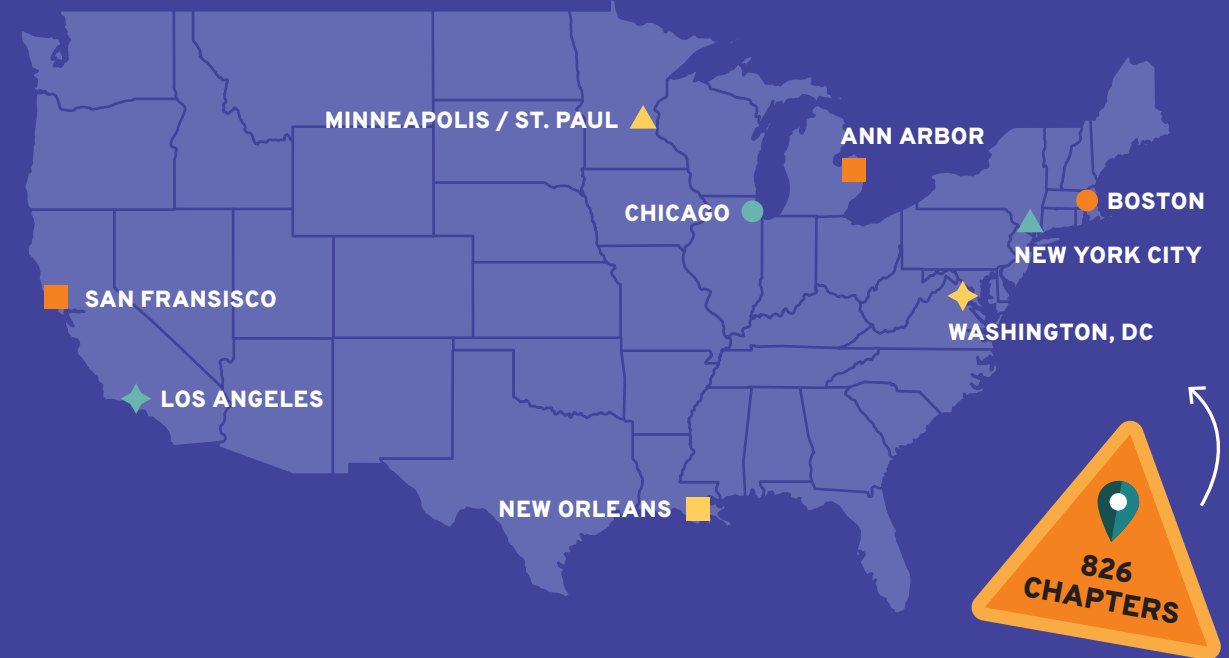 MINNEAPOLIS / ST. PAUL
ANN ARBOR
CHICAGO
BOSTON
NEW YORK CITY
SAN FRANSISCO
WASHINGTON, DC
LOS ANGELES
NEW ORLEANS
826
CHAPTERS